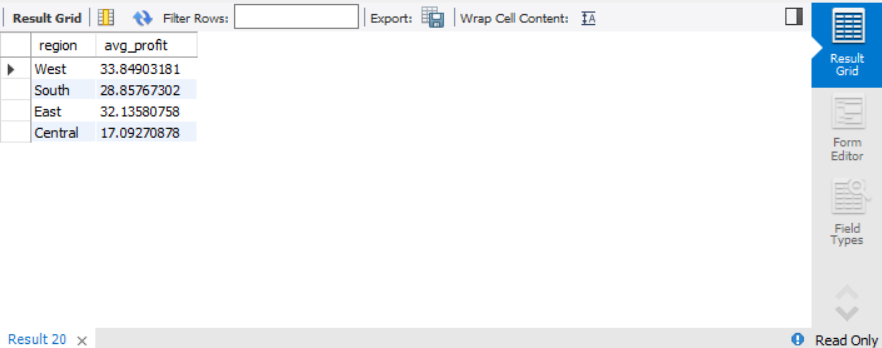 Result Grid Filter Rows: Export: Wrap Cell Content:
region avg_profit
West 33.84903181
South 28.85767302
East 32.13580758
Central 17.09270878
Result
Grid
Form
Editor
Field
Types
Result 20
Read Only